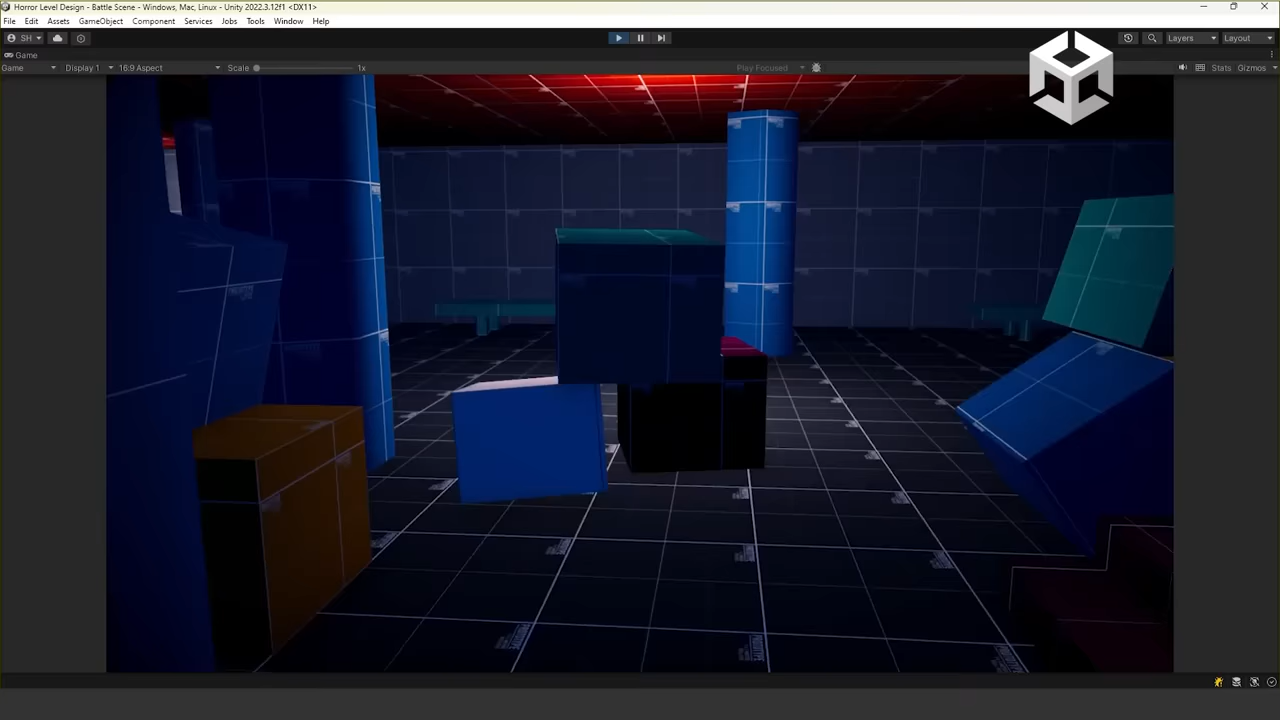 Horror Level Design - Battle Scene - Windows, Mac, Linux - Unity 2022.3.12f1 <DX11>
File Edit Assets GameObject Component Services Jobs Tools Window Help
SH Layers Layout
Game
Game Display 1 16:9 Aspect Scale 1x Play Focused Stats Gizmos
PROTOTYPE PROTOTYPE